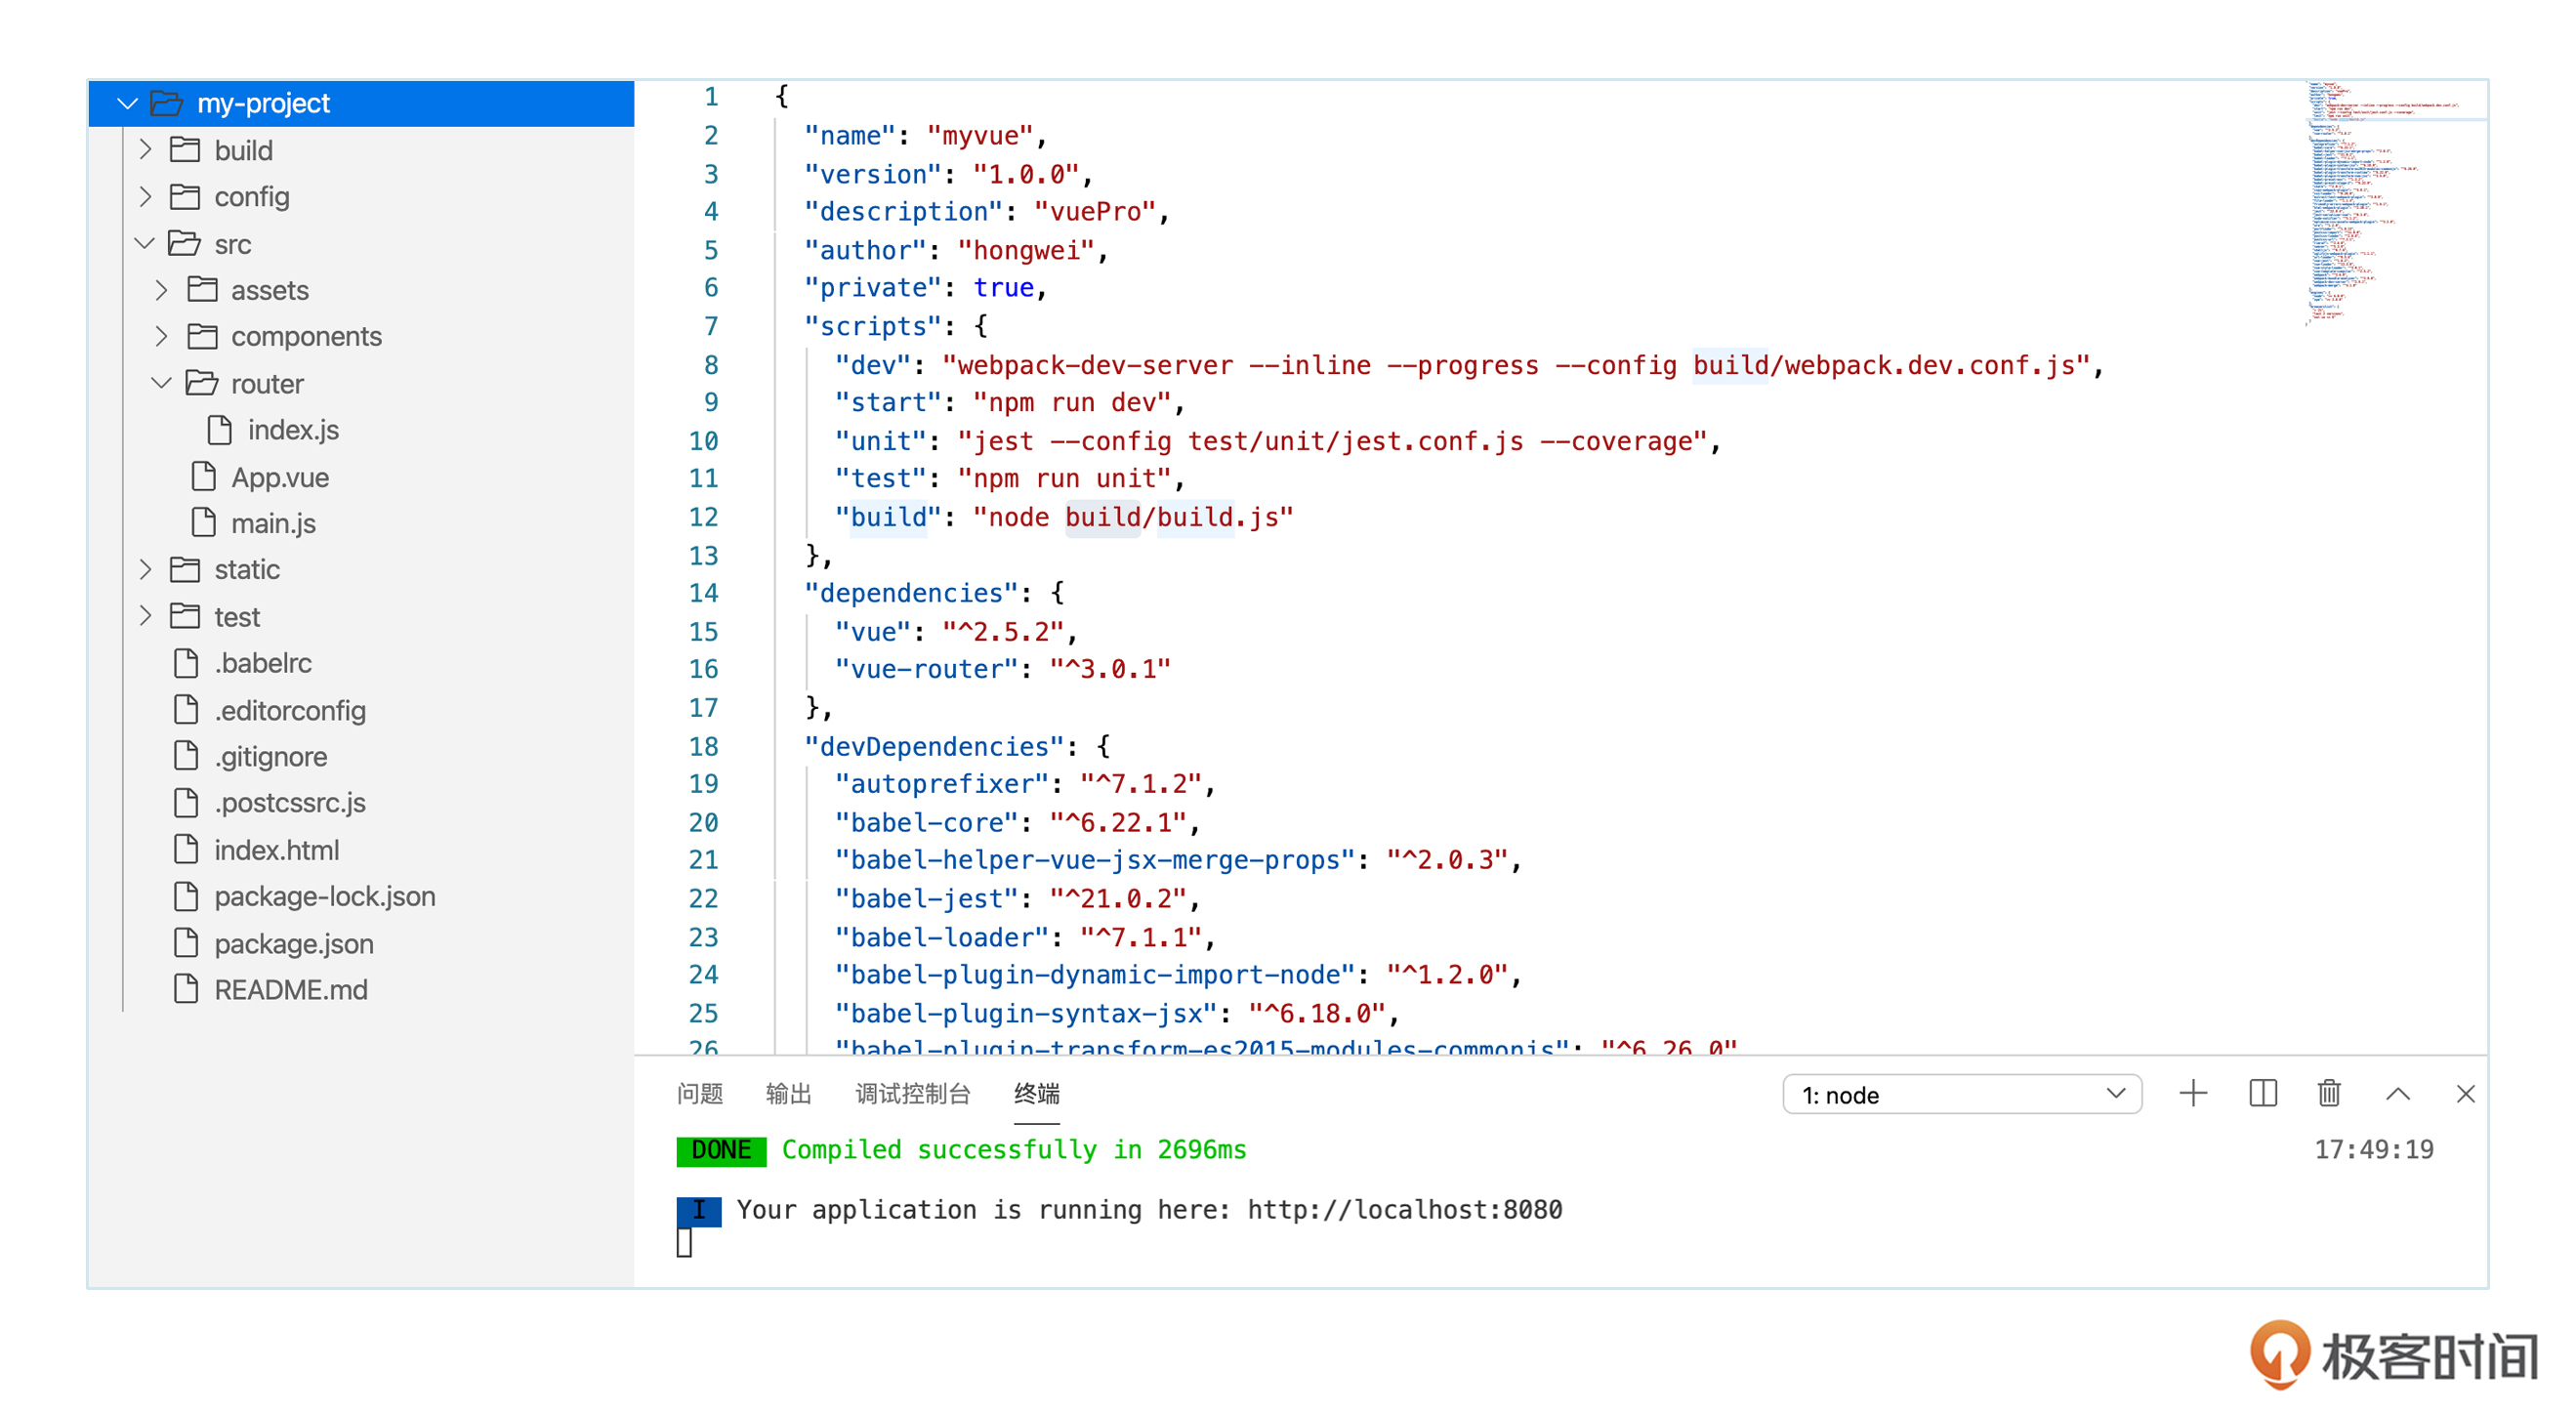 my-project
build
config
src
assets
components
router
index.js
App.vue
main.js
static
test
.babelrc
.editorconfig
.gitignore
.postcssrc.js
index.html
package-lock.json
package.json
README.md
1 {
2 "name": "myvue",
3 "version": "1.0.0",
4 "description": "vuePro",
5 "author": "hongwei",
6 "private": true,
7 "scripts": {
8 "dev": "webpack-dev-server --inline --progress --config build/webpack.dev.conf.js",
9 "start": "npm run dev",
10 "unit": "jest --config test/unit/jest.conf.js --coverage",
11 "test": "npm run unit",
12 "build": "node build/build.js"
13 },
14 "dependencies": {
15 "vue": "^2.5.2",
16 "vue-router": "^3.0.1"
17 },
18 "devDependencies": {
19 "autoprefixer": "^7.1.2",
20 "babel-core": "^6.22.1",
21 "babel-helper-vue-jsx-merge-props": "^2.0.3",
22 "babel-jest": "^21.0.2",
23 "babel-loader": "^7.1.1",
24 "babel-plugin-dynamic-import-node": "^1.2.0",
25 "babel-plugin-syntax-jsx": "^6.18.0",
26 "babel-plugin-transform-es2015-modules-commonjs": "^6.26.0"
问题 输出 调试控制台 终端 1: node
DONE Compiled successfully in 2696ms 17:49:19
I Your application is running here: http://localhost:8080
极客时间